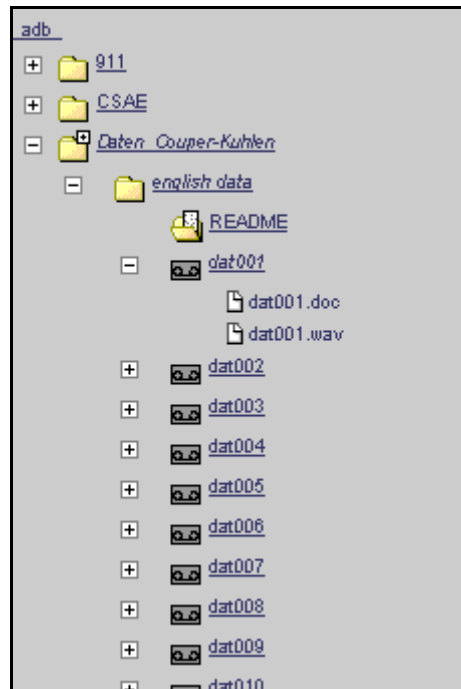 adb
911
CSAE
Daten Couper-Kuhlen
english data
README
dat001
dat001.doc
dat001.wav
dat002
dat003
dat004
dat005
dat006
dat007
dat008
dat009
dat010